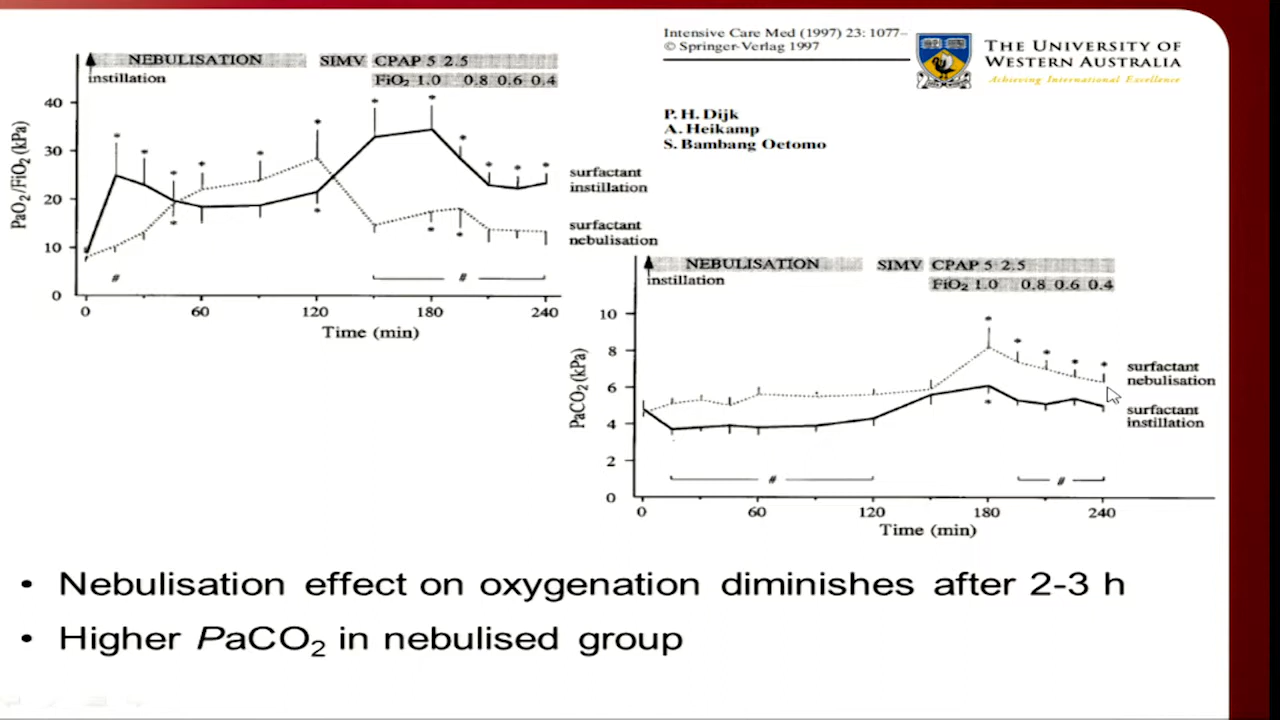 NEBULISATION SIMV CPAP 5 2.5
instillation
FiO2 1.0 0.8 0.6 0.4
PaO2/FiO2 (kPa)
40
30
20
10
0
* * * * * * * * * * * * *
* * * *
surfactant
instillation
surfactant
nebulisation
# #
0 60 120 180 240
Time (min)
Intensive Care Med (1997) 23: 1077–
© Springer-Verlag 1997
THE UNIVERSITY OF
WESTERN AUSTRALIA
Achieving International Excellence
P. H. Dijk
A. Heikamp
S. Bambang Oetomo
NEBULISATION SIMV CPAP 5 2.5
instillation
FiO2 1.0 0.8 0.6 0.4
PaCO2 (kPa)
10
8
6
4
2
0
* * * * *
*
surfactant
nebulisation
surfactant
instillation
# #
0 60 120 180 240
Time (min)
• Nebulisation effect on oxygenation diminishes after 2-3 h
• Higher PaCO2 in nebulised group